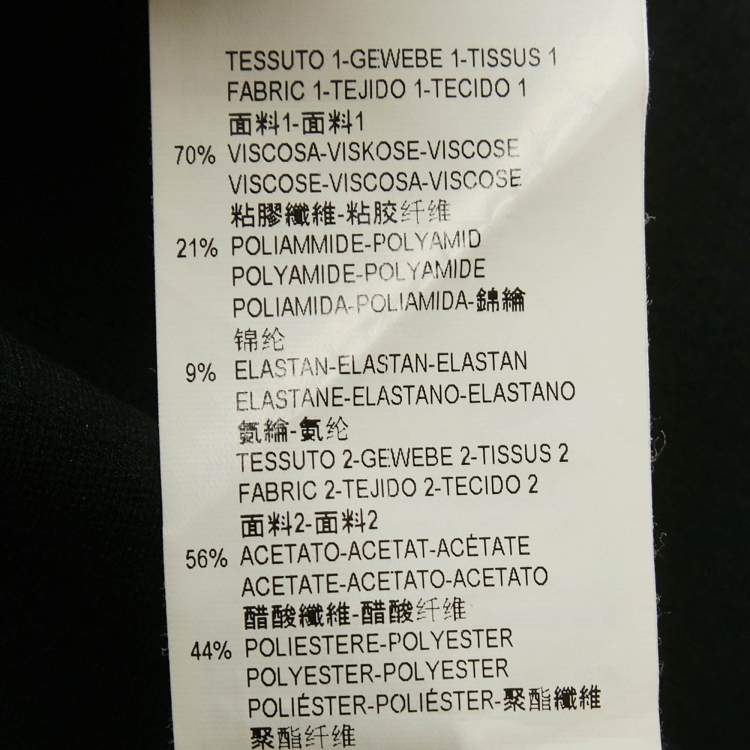 TESSUTO 1-GEWEBE 1-TISSUS 1
FABRIC 1-TEJIDO 1-TECIDO 1
面料1-面料1
70% VISCOSA-VISKOSE-VISCOSE
VISCOSE-VISCOSA-VISCOSE
粘膠纖維-粘胶纤维
21% POLIAMMIDE-POLYAMID
POLYAMIDE-POLYAMIDE
POLIAMIDA-POLIAMIDA-錦綸
锦纶
9% ELASTAN-ELASTAN-ELASTAN
ELASTANE-ELASTANO-ELASTANO
氨綸-氨纶
TESSUTO 2-GEWEBE 2-TISSUS 2
FABRIC 2-TEJIDO 2-TECIDO 2
面料2-面料2
56% ACETATO-ACETAT-ACÉTATE
ACETATE-ACETATO-ACETATO
醋酸纖維-醋酸纤维
44% POLIESTERE-POLYESTER
POLYESTER-POLYESTER
POLIÉSTER-POLIÉSTER-聚酯纖維
聚酯纤维